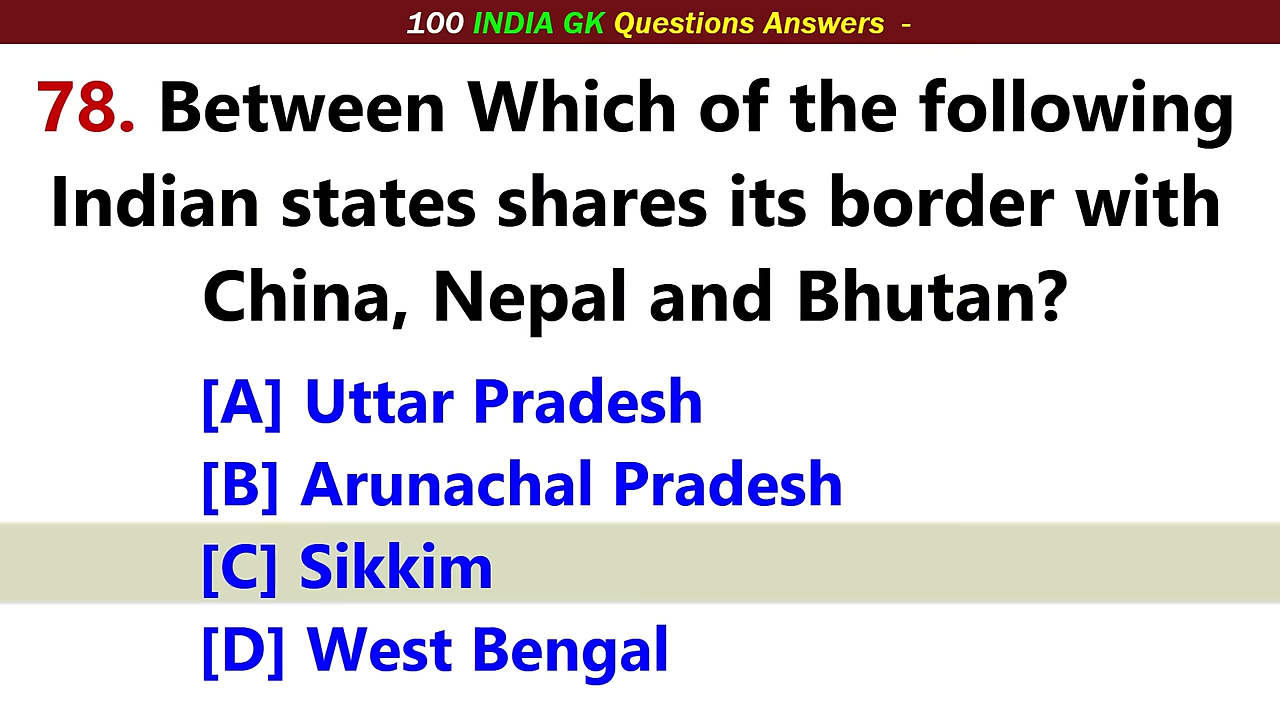 100 INDIA GK Questions Answers -
78. Between Which of the following
Indian states shares its border with
China, Nepal and Bhutan?
[A] Uttar Pradesh
[B] Arunachal Pradesh
[C] Sikkim
[D] West Bengal